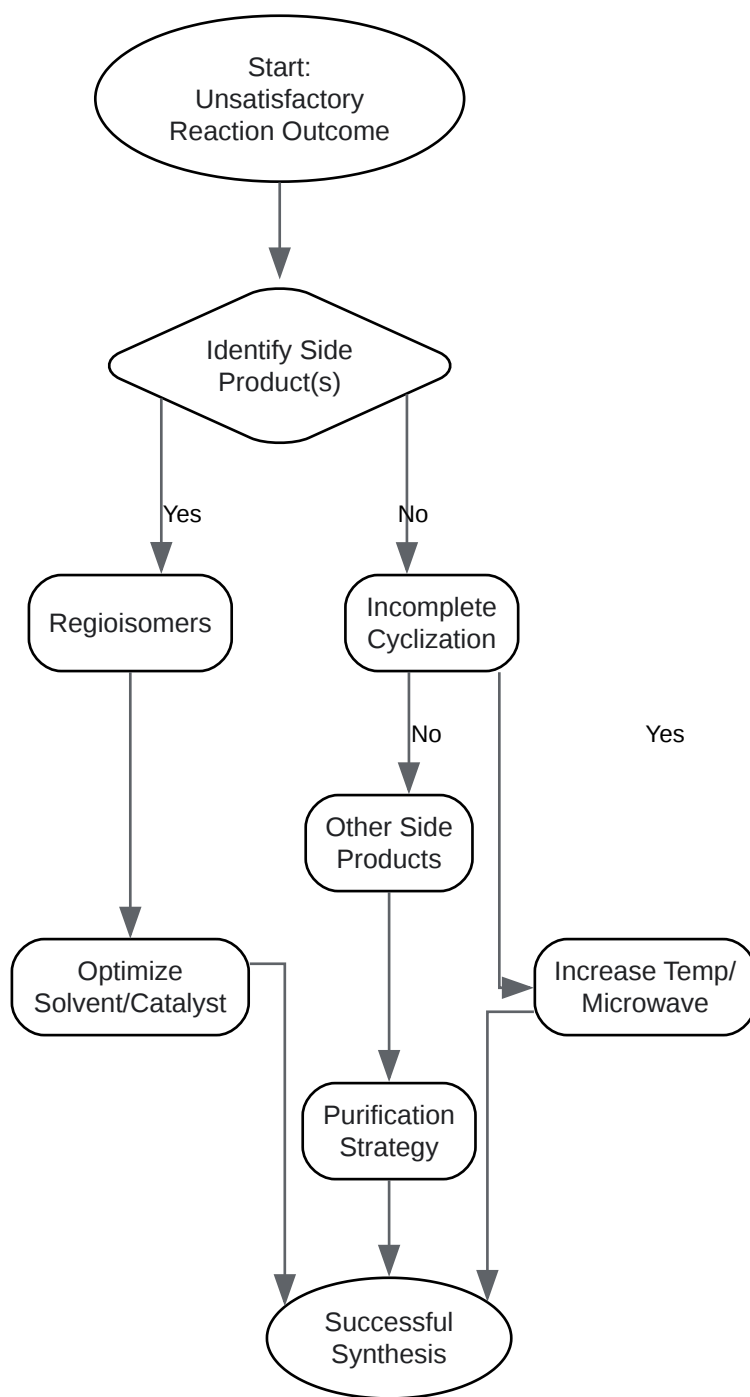 Start:
Unsatisfactory
Reaction Outcome
Identify Side
Product(s)
Yes
No
Regioisomers
Incomplete
Cyclization
No
Yes
Other Side
Products
Optimize
Solvent/Catalyst
Increase Temp/
Microwave
Purification
Strategy
Successful
Synthesis